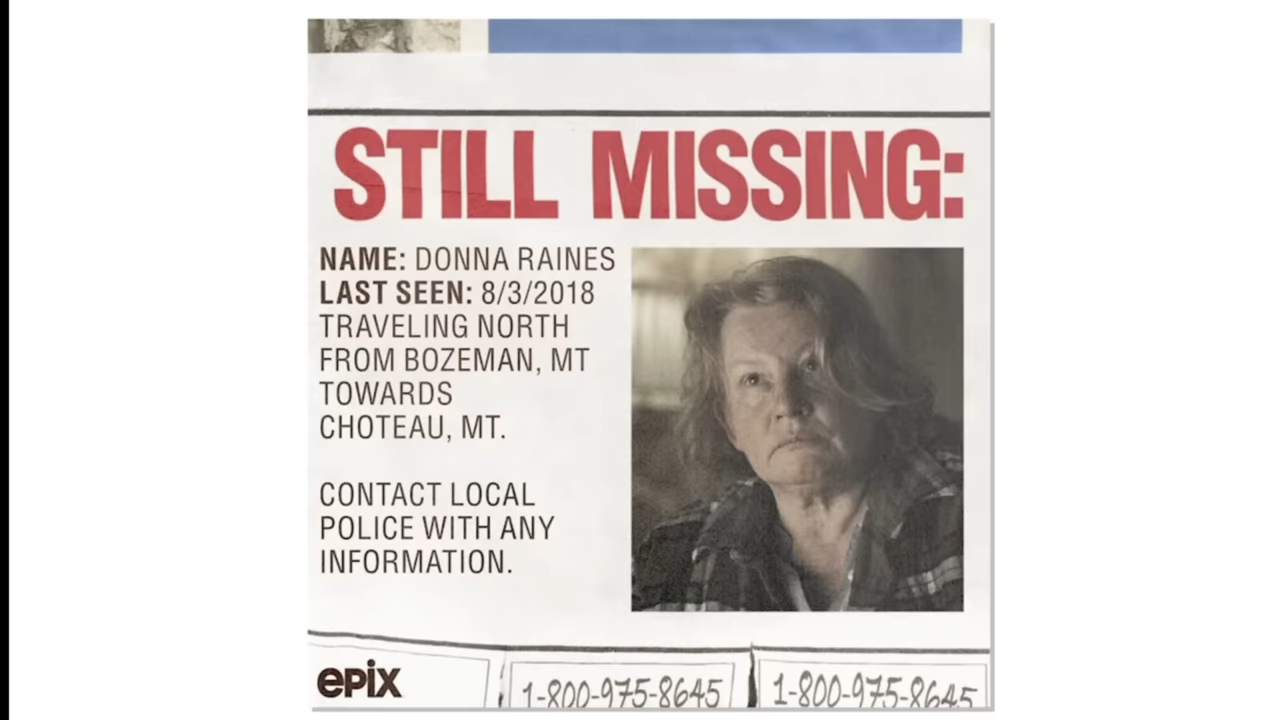 STILL MISSING:
NAME: DONNA RAINES
LAST SEEN: 8/3/2018
TRAVELING NORTH
FROM BOZEMAN, MT
TOWARDS
CHOTEAU, MT.
CONTACT LOCAL
POLICE WITH ANY
INFORMATION.
epix
1-800-975-8645
1-800-975-8645